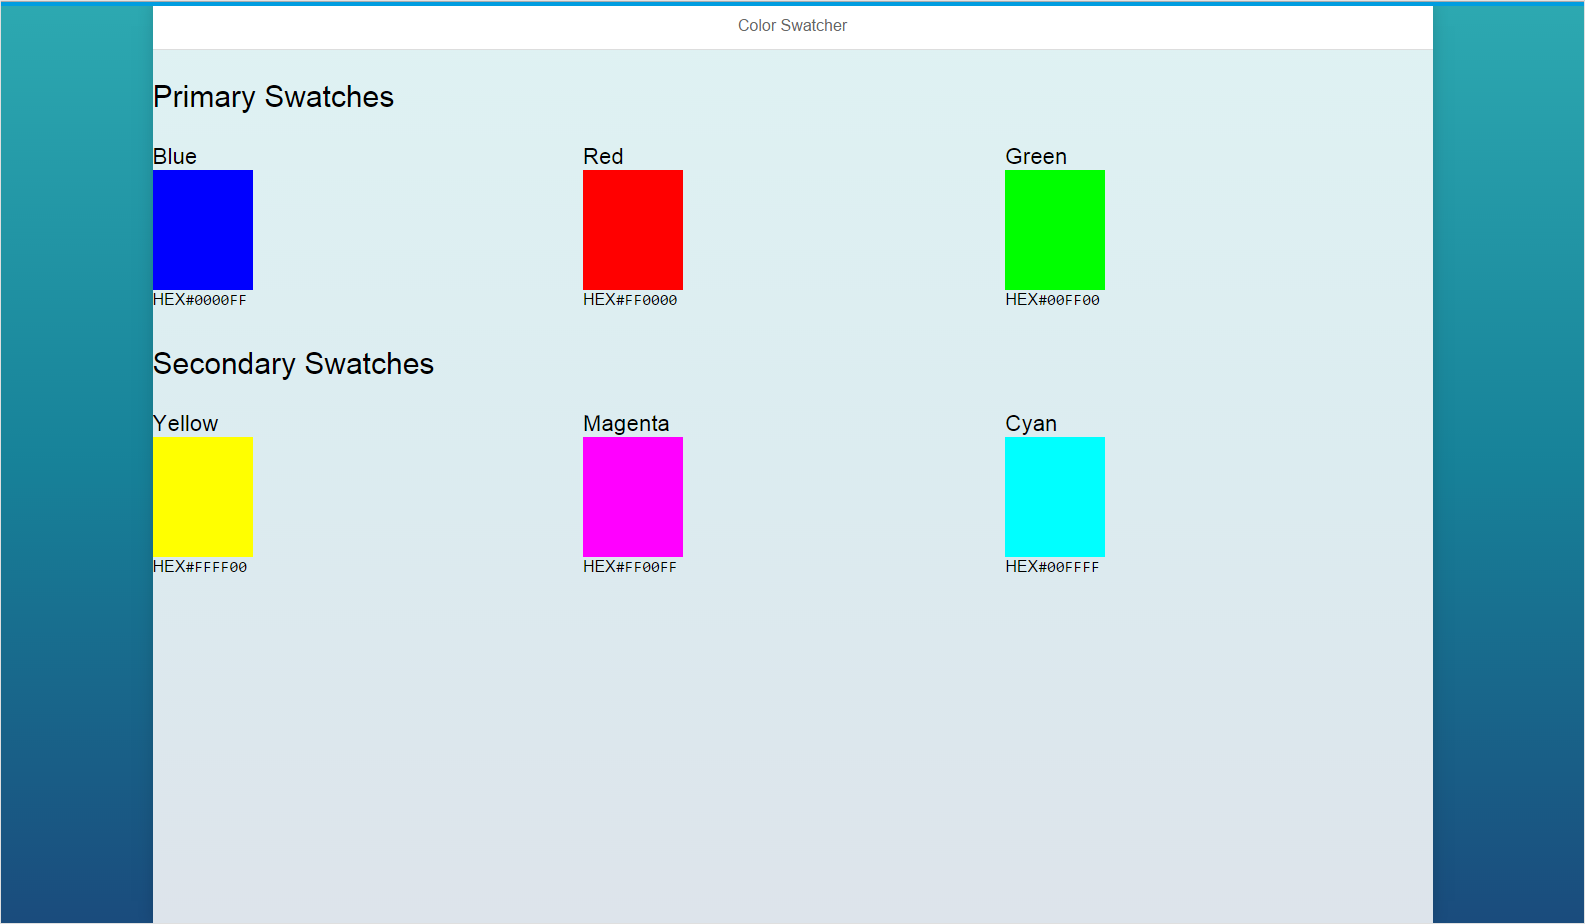 Color Swatcher
Primary Swatches
Blue Red Green
HEX#0000FF HEX#FF0000 HEX#00FF00
Secondary Swatches
Yellow Magenta Cyan
HEX#FFFF00 HEX#FF00FF HEX#00FFFF